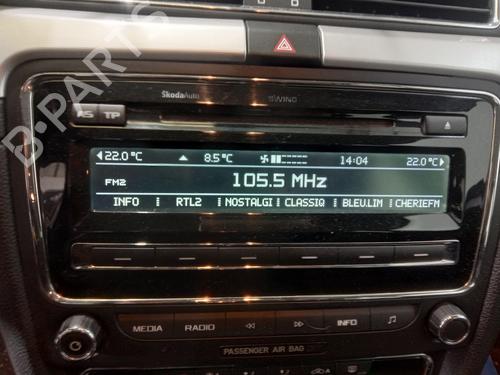 B-PARTS
ŠkodaAuto SWING
AS TP
22.0°C 8.5°C 14:04 22.0°C
FM2 105.5 MHz
INFO RTL2 NOSTALGI CLASSIQ BLEU.LIM CHERIEFM
MEDIA RADIO INFO
PASSENGER AIR BAG
A